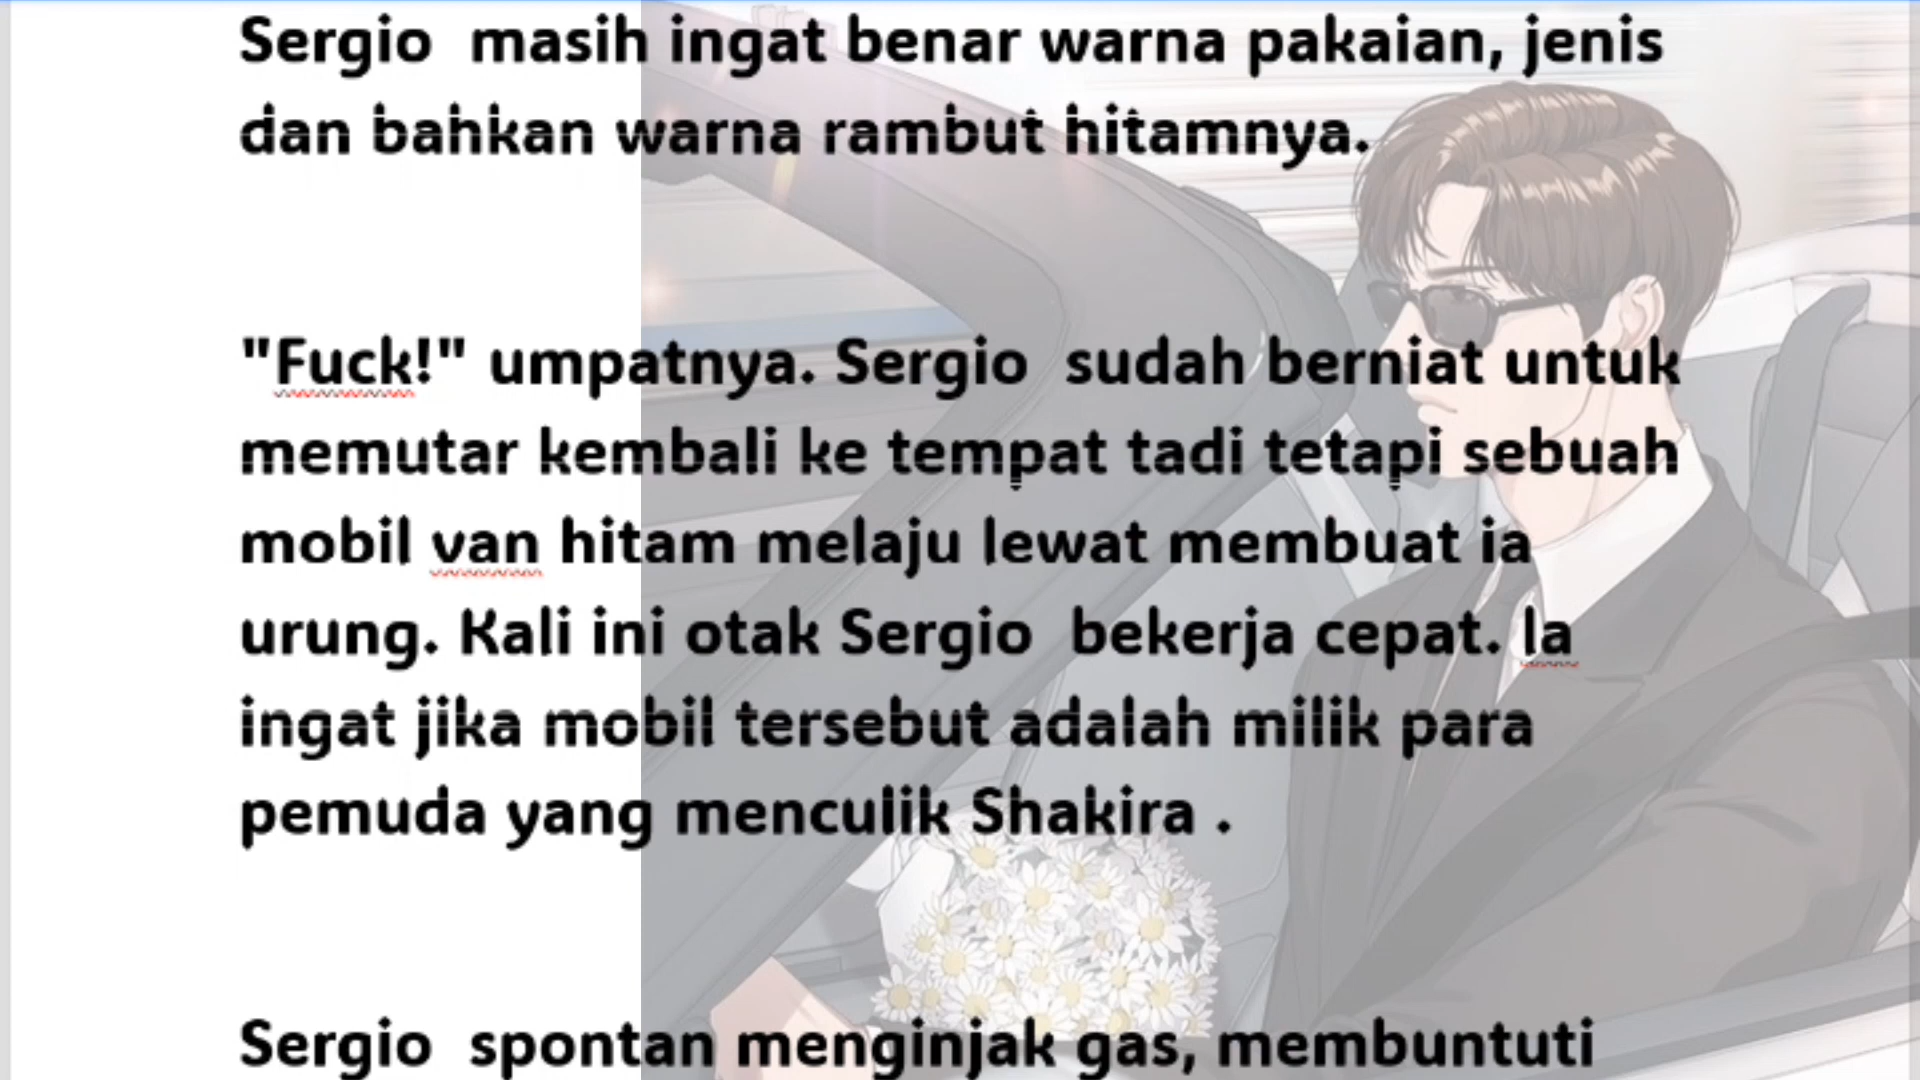 Sergio  masih ingat benar warna pakaian, jenis
dan bahkan warna rambut hitamnya.
"Fuck!" umpatnya. Sergio  sudah berniat untuk
memutar kembali ke tempat tadi tetapi sebuah
mobil van hitam melaju lewat membuat ia
urung. Kali ini otak Sergio  bekerja cepat. Ia
ingat jika mobil tersebut adalah milik para
pemuda yang menculik Shakira .
Sergio  spontan menginjak gas, membuntuti